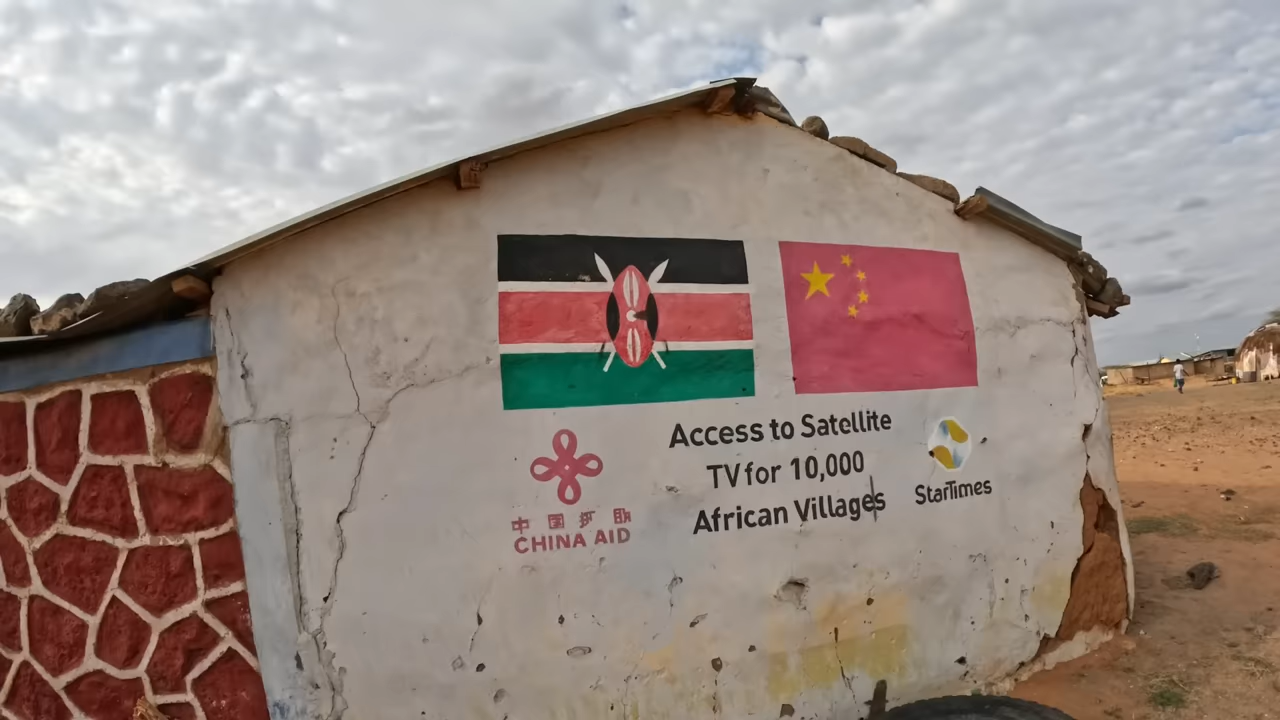 Access to Satellite
TV for 10,000
African Villages
中国援助
CHINA AID
StarTimes